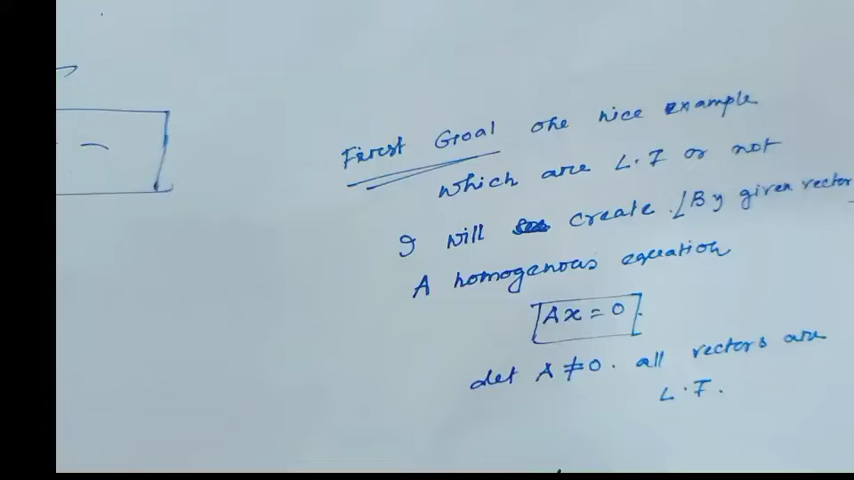 First Goal one nice example
which are L.I or not
I will create. / By given vector
A homogenous equation
Ax = 0.
det A ≠ 0. all vectors are
L.I.